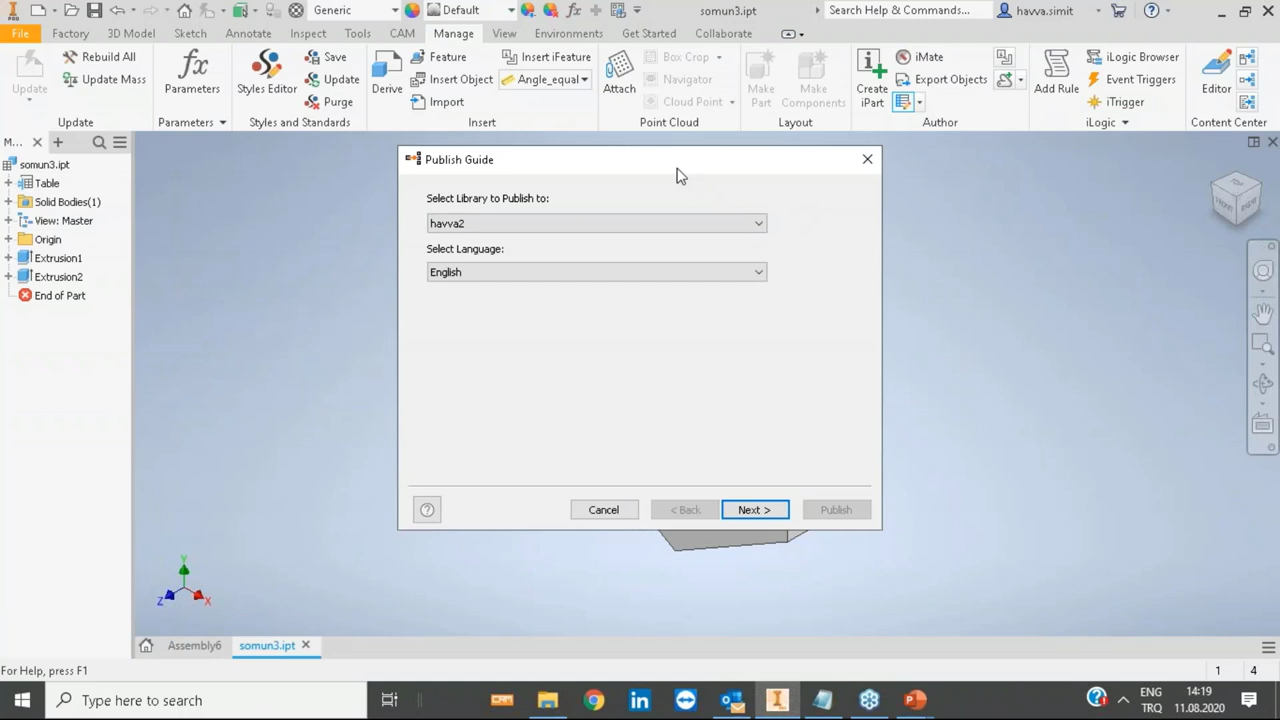 Generic
Default
somun3.ipt
Search Help & Commands...
havva.simit
PRO
File
Factory
3D Model
Sketch
Annotate
Inspect
Tools
CAM
Manage
View
Environments
Get Started
Collaborate
Update
Rebuild All
Update Mass
Update
Parameters
Parameters
Styles Editor
Save
Update
Purge
Styles and Standards
Derive
Feature
Insert Object
Import
Insert iFeature
Angle_equal
Insert
Attach
Box Crop
Navigator
Cloud Point
Point Cloud
Make
Part
Make
Components
Layout
Create
iPart
iMate
Export Objects
Author
Add Rule
iLogic Browser
Event Triggers
iTrigger
iLogic
Editor
Content Center
M...
somun3.ipt
Table
Solid Bodies(1)
View: Master
Origin
Extrusion1
Extrusion2
End of Part
Publish Guide
Select Library to Publish to:
havva2
Select Language:
English
Cancel
< Back
Next >
Publish
TOP
FRONT
Y
Z
X
Assembly6
somun3.ipt
For Help, press F1
1
4
Type here to search
ENG
TRQ
14:19
11.08.2020